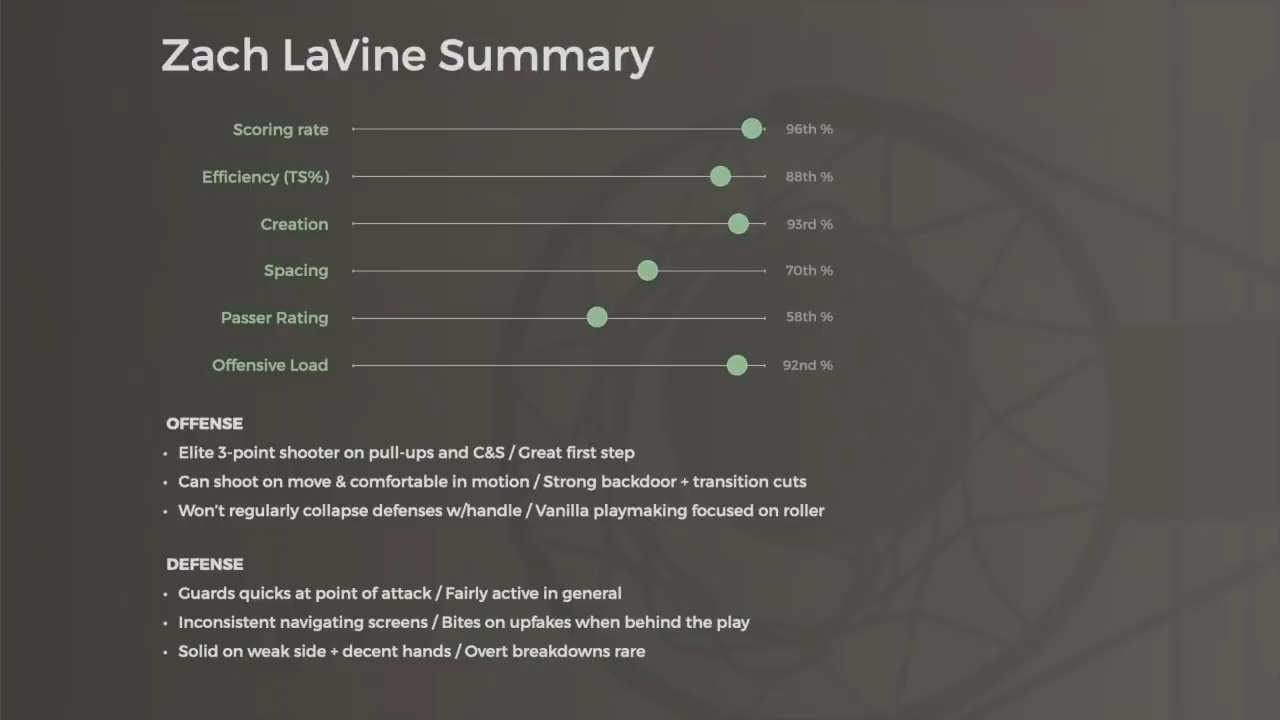 Zach LaVine Summary
Scoring rate 96th %
Efficiency (TS%) 88th %
Creation 93rd %
Spacing 70th %
Passer Rating 58th %
Offensive Load 92nd %
OFFENSE
• Elite 3-point shooter on pull-ups and C&S / Great first step
• Can shoot on move & comfortable in motion / Strong backdoor + transition cuts
• Won't regularly collapse defenses w/handle / Vanilla playmaking focused on roller
DEFENSE
• Guards quicks at point of attack / Fairly active in general
• Inconsistent navigating screens / Bites on upfakes when behind the play
• Solid on weak side + decent hands / Overt breakdowns rare